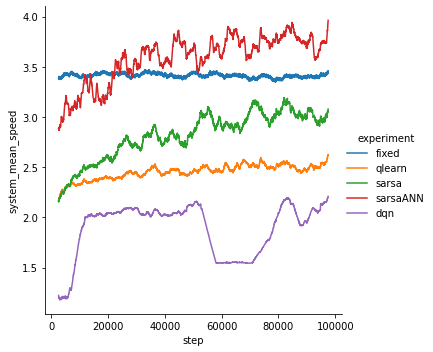 4.0
3.5
3.0
2.5
2.0
1.5
system_mean_speed
0
20000
40000
60000
80000
100000
step
experiment
fixed
qlearn
sarsa
sarsaANN
dqn